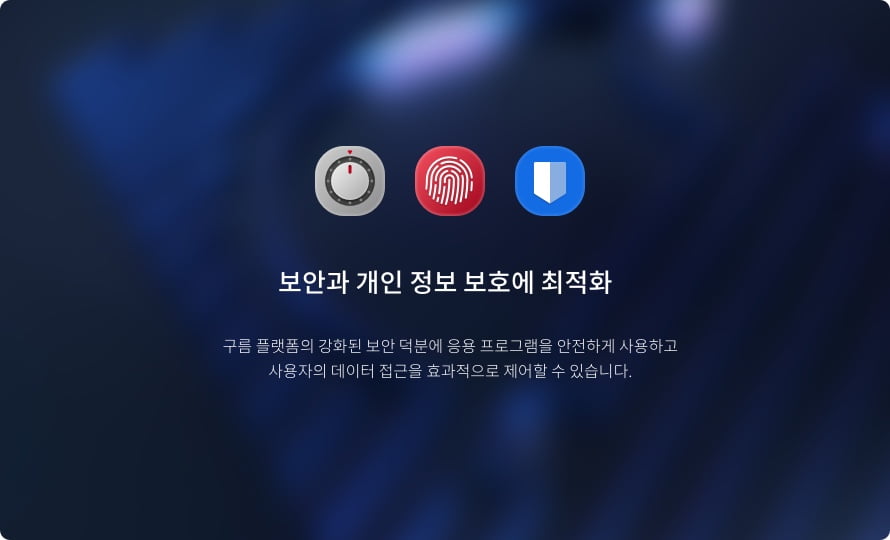 보안과 개인 정보 보호에 최적화
구름 플랫폼의 강화된 보안 덕분에 응용 프로그램을 안전하게 사용하고
사용자의 데이터 접근을 효과적으로 제어할 수 있습니다.